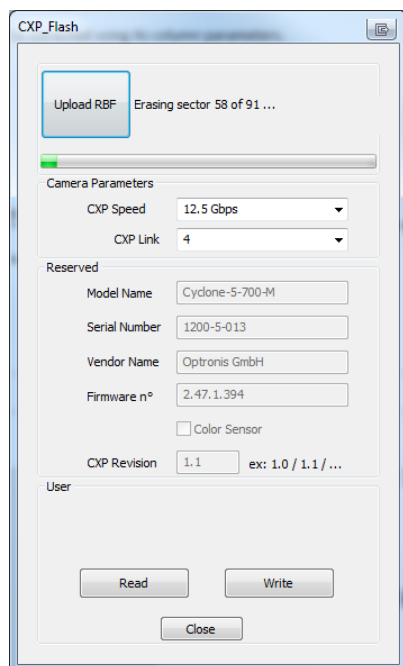 CXP_Flash
Upload RBF
Erasing sector 58 of 91 ...
Camera Parameters
CXP Speed 12.5 Gbps
CXP Link 4
Reserved
Model Name Cyclone-5-700-M
Serial Number 1200-5-013
Vendor Name Optronis GmbH
Firmware n° 2.47.1.394
Color Sensor
CXP Revision 1.1 ex: 1.0 / 1.1 / ...
User
Read Write
Close